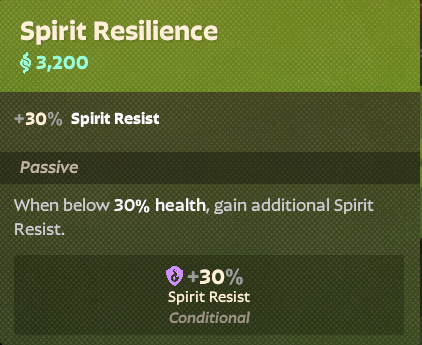 Spirit Resilience
3,200
+30% Spirit Resist
Passive
When below 30% health, gain additional Spirit
Resist.
+30%
Spirit Resist
Conditional